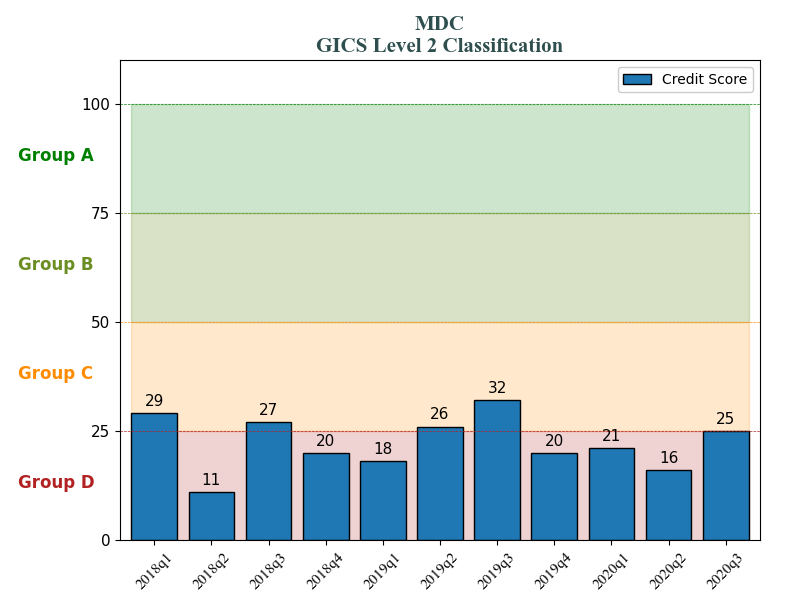 MDC
GICS Level 2 Classification
Credit Score
100
Group A
75
Group B
50
Group C
25
Group D
0
29
11
27
20
18
26
32
20
21
16
25
2018q1
2018q2
2018q3
2018q4
2019q1
2019q2
2019q3
2019q4
2020q1
2020q2
2020q3